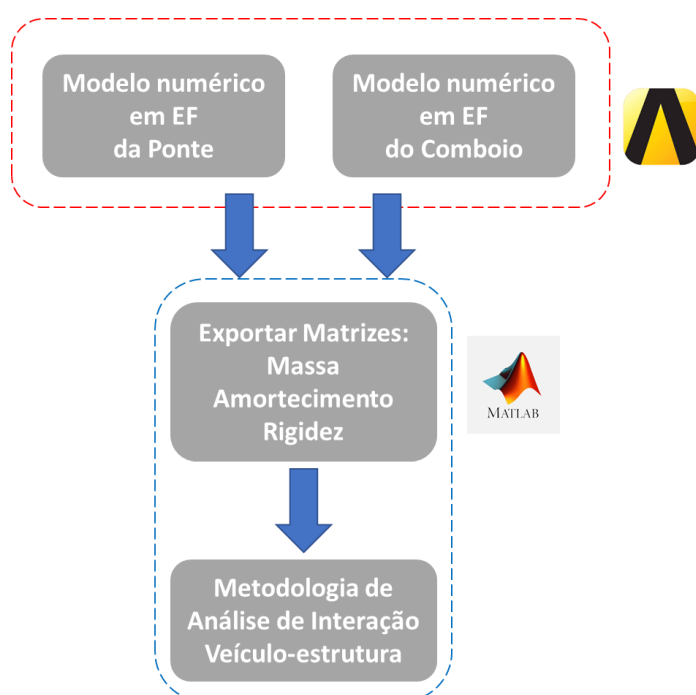 Modelo numérico
em EF
da Ponte
Modelo numérico
em EF
do Comboio
Exportar Matrizes:
Massa
Amortecimento
Rigidez
MATLAB
Metodologia de
Análise de Interação
Veículo-estrutura